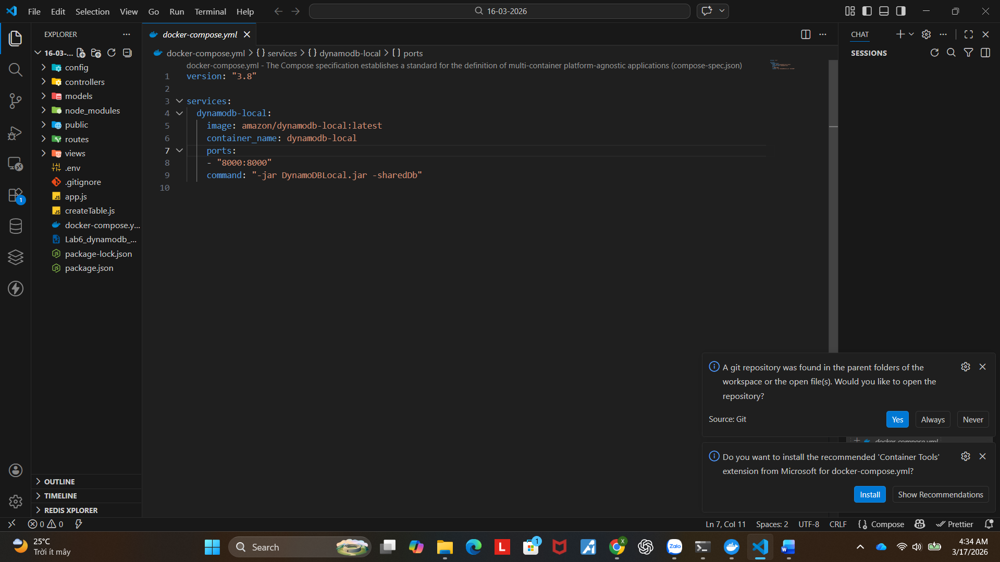 File Edit Selection View Go Run Terminal Help
16-03-2026
EXPLORER
16-03-...
config
controllers
models
node_modules
public
routes
views
.env
.gitignore
app.js
createTable.js
docker-compose.y...
Lab6_dynamodb_...
package-lock.json
package.json
OUTLINE
TIMELINE
REDIS XPLORER
docker-compose.yml
docker-compose.yml > {} services > {} dynamodb-local > [] ports
docker-compose.yml - The Compose specification establishes a standard for the definition of multi-container platform-agnostic applications (compose-spec.json)
1 version: "3.8"
2
3 services:
4 dynamodb-local:
5 image: amazon/dynamodb-local:latest
6 container_name: dynamodb-local
7 ports:
8 - "8000:8000"
9 command: "-jar DynamoDBLocal.jar -sharedDb"
10
CHAT
SESSIONS
A git repository was found in the parent folders of the
workspace or the open file(s). Would you like to open the
repository?
Source: Git
Yes Always Never
docker-compose.yml
Do you want to install the recommended 'Container Tools'
extension from Microsoft for docker-compose.yml?
Install Show Recommendations
0 0
Ln 7, Col 11 Spaces: 2 UTF-8 CRLF {} Compose Prettier
25°C
Trời ít mây
Search
L
1
Zalo
X
W
4:34 AM
3/17/2026